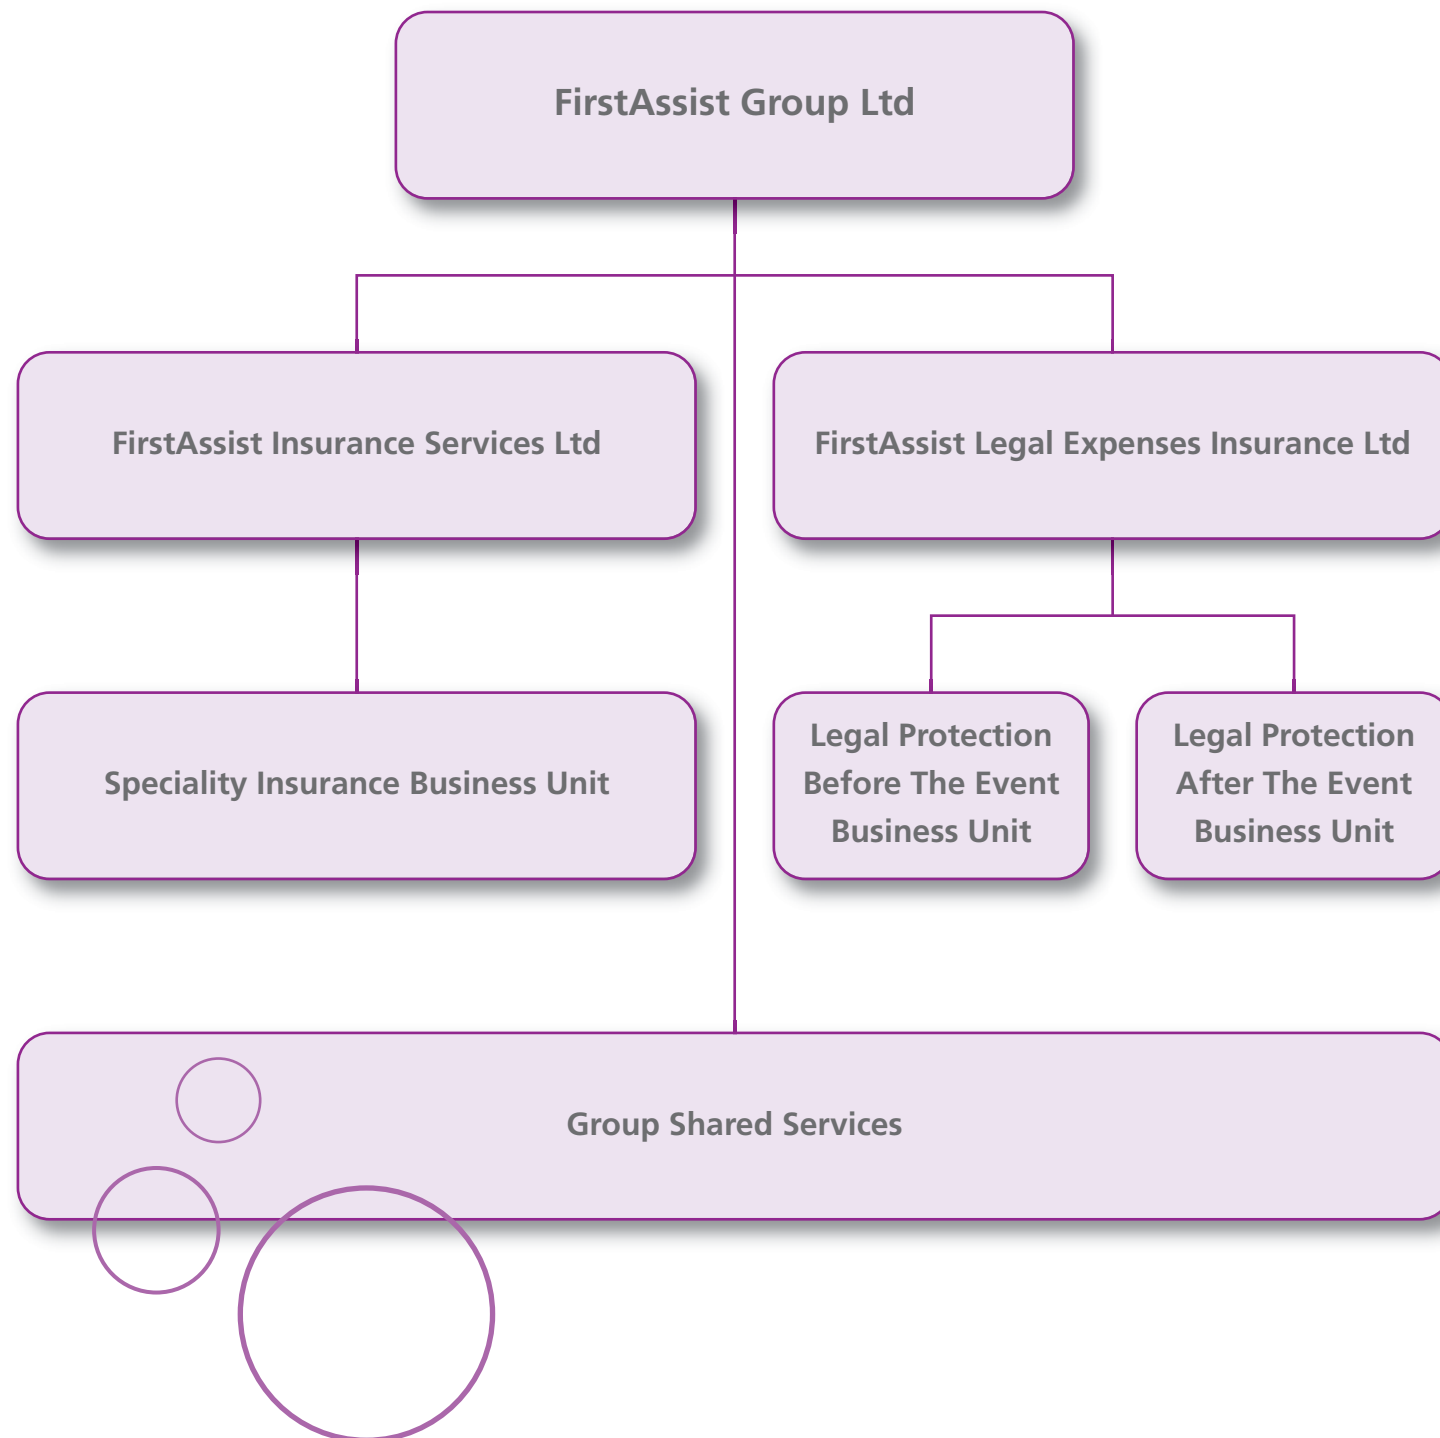 FirstAssist Group Ltd
FirstAssist Insurance Services Ltd
FirstAssist Legal Expenses Insurance Ltd
Speciality Insurance Business Unit
Legal Protection
Before The Event
Business Unit
Legal Protection
After The Event
Business Unit
Group Shared Services